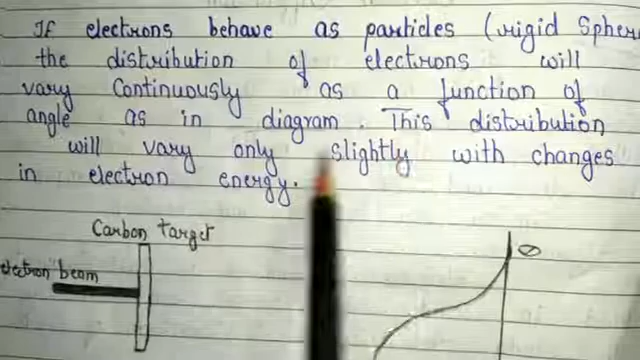 If electrons behave as particles (rigid Sphere
the distribution of electrons will
vary Continuously as a function of
angle as in diagram. This distribution
will vary only slightly with changes
in electron energy.
Carbon target
electron beam